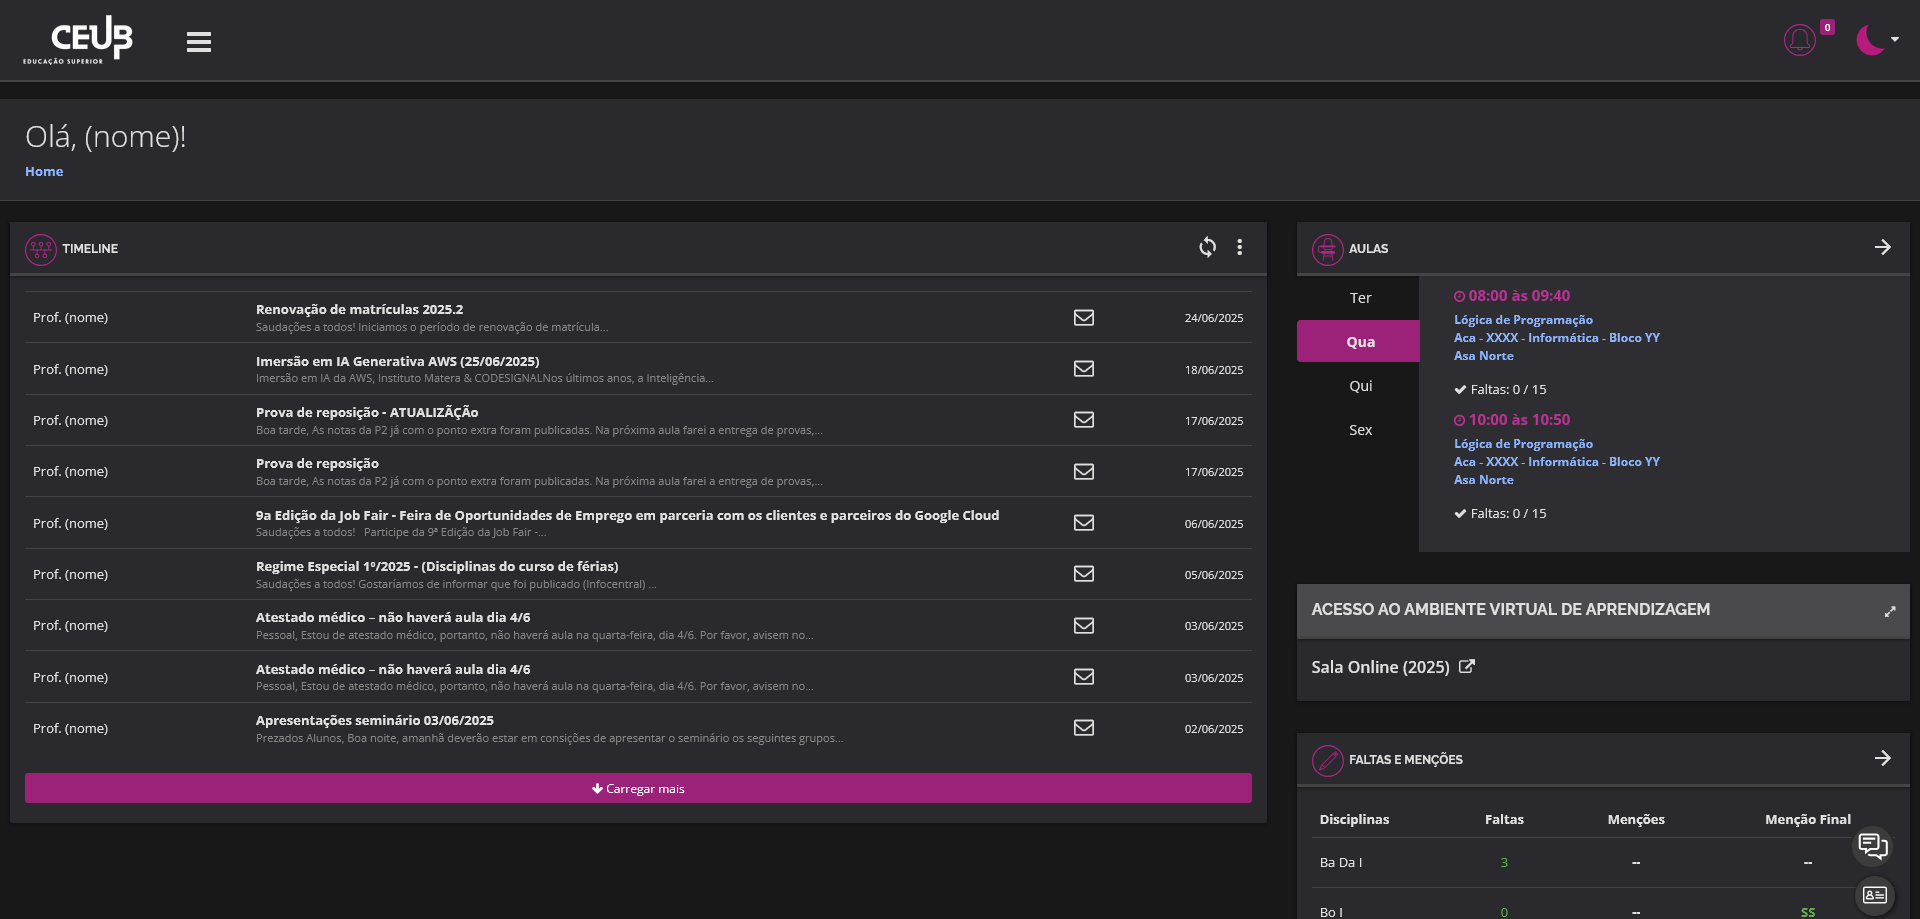 CEUB
EDUCAÇÃO SUPERIOR
0
Olá, (nome)!
Home
TIMELINE
Prof. (nome)
Renovação de matrículas 2025.2
Saudações a todos! Iniciamos o período de renovação de matrícula...
24/06/2025
Prof. (nome)
Imersão em IA Generativa AWS (25/06/2025)
Imersão em IA da AWS, Instituto Matera & CODESIGNALNos últimos anos, a Inteligência...
18/06/2025
Prof. (nome)
Prova de reposição - ATUALIZÃÇÃo
Boa tarde, As notas da P2 já com o ponto extra foram publicadas. Na próxima aula farei a entrega de provas,...
17/06/2025
Prof. (nome)
Prova de reposição
Boa tarde, As notas da P2 já com o ponto extra foram publicadas. Na próxima aula farei a entrega de provas,...
17/06/2025
Prof. (nome)
9a Edição da Job Fair - Feira de Oportunidades de Emprego em parceria com os clientes e parceiros do Google Cloud
Saudações a todos!   Participe da 9ª Edição da Job Fair -...
06/06/2025
Prof. (nome)
Regime Especial 1º/2025 - (Disciplinas do curso de férias)
Saudações a todos! Gostaríamos de informar que foi publicado (Infocentral) ...
05/06/2025
Prof. (nome)
Atestado médico – não haverá aula dia 4/6
Pessoal, Estou de atestado médico, portanto, não haverá aula na quarta-feira, dia 4/6. Por favor, avisem no...
03/06/2025
Prof. (nome)
Atestado médico – não haverá aula dia 4/6
Pessoal, Estou de atestado médico, portanto, não haverá aula na quarta-feira, dia 4/6. Por favor, avisem no...
03/06/2025
Prof. (nome)
Apresentações seminário 03/06/2025
Prezados Alunos, Boa noite, amanhã deverão estar em consições de apresentar o seminário os seguintes grupos...
02/06/2025
Carregar mais
AULAS
Ter
Qua
Qui
Sex
08:00 às 09:40
Lógica de Programação
Aca - XXXX - Informática - Bloco YY
Asa Norte
Faltas: 0 / 15
10:00 às 10:50
Lógica de Programação
Aca - XXXX - Informática - Bloco YY
Asa Norte
Faltas: 0 / 15
ACESSO AO AMBIENTE VIRTUAL DE APRENDIZAGEM
Sala Online (2025)
FALTAS E MENÇÕES
Disciplinas Faltas Menções Menção Final
Ba Da I 3 -- --
Bo I 0 -- SS